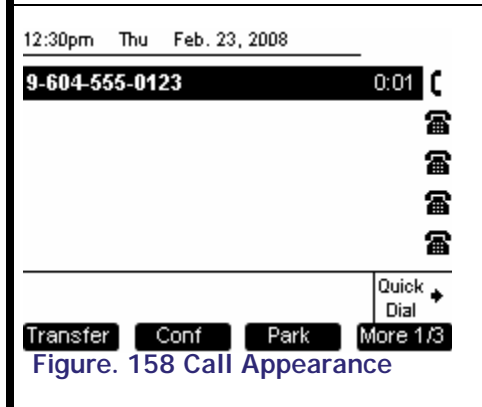 12:30pm Thu Feb. 23, 2008
9-604-555-0123 0:01
Quick
Dial
Transfer Conf Park More 1/3
Figure. 158 Call Appearance